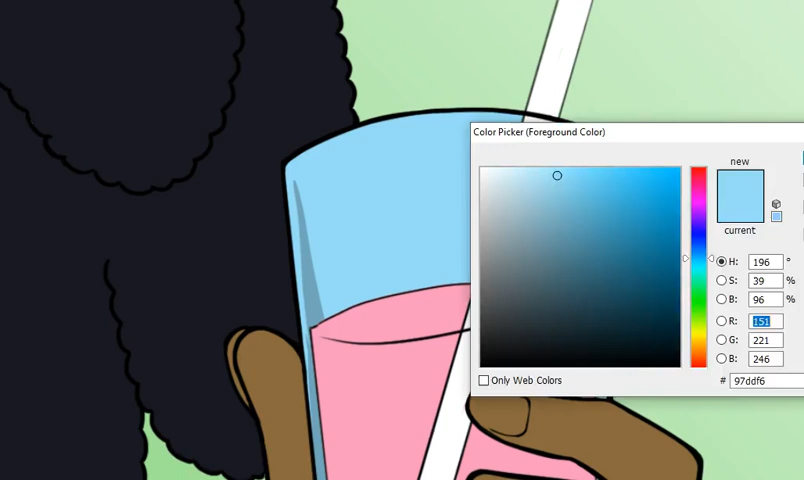 Color Picker (Foreground Color)
new
current
H: 196 °
S: 39 %
B: 96 %
R: 151
G: 221
B: 246
Only Web Colors
# 97ddf6